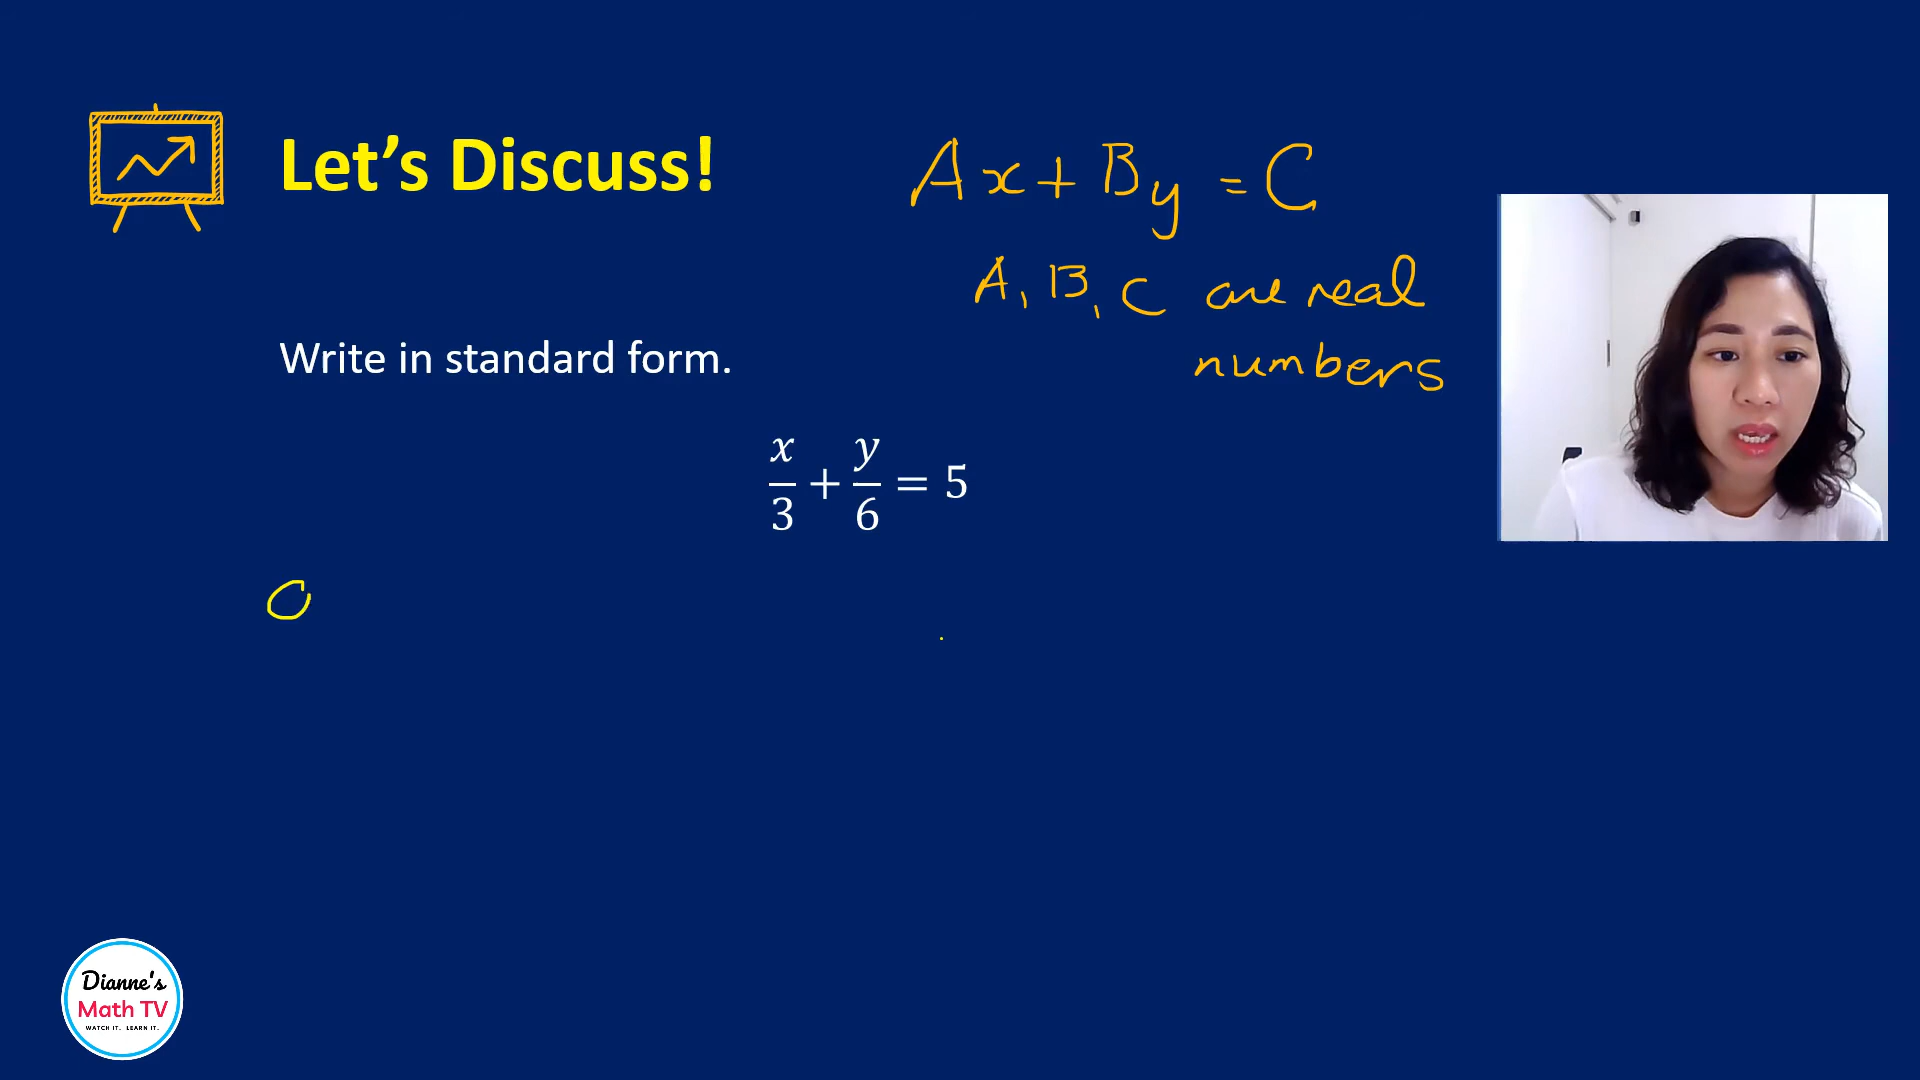 Let's Discuss!
Ax + By = C
A, B, C are real
numbers
Write in standard form.
x/3 + y/6 = 5
Dianne's
Math TV
WATCH IT. LEARN IT.